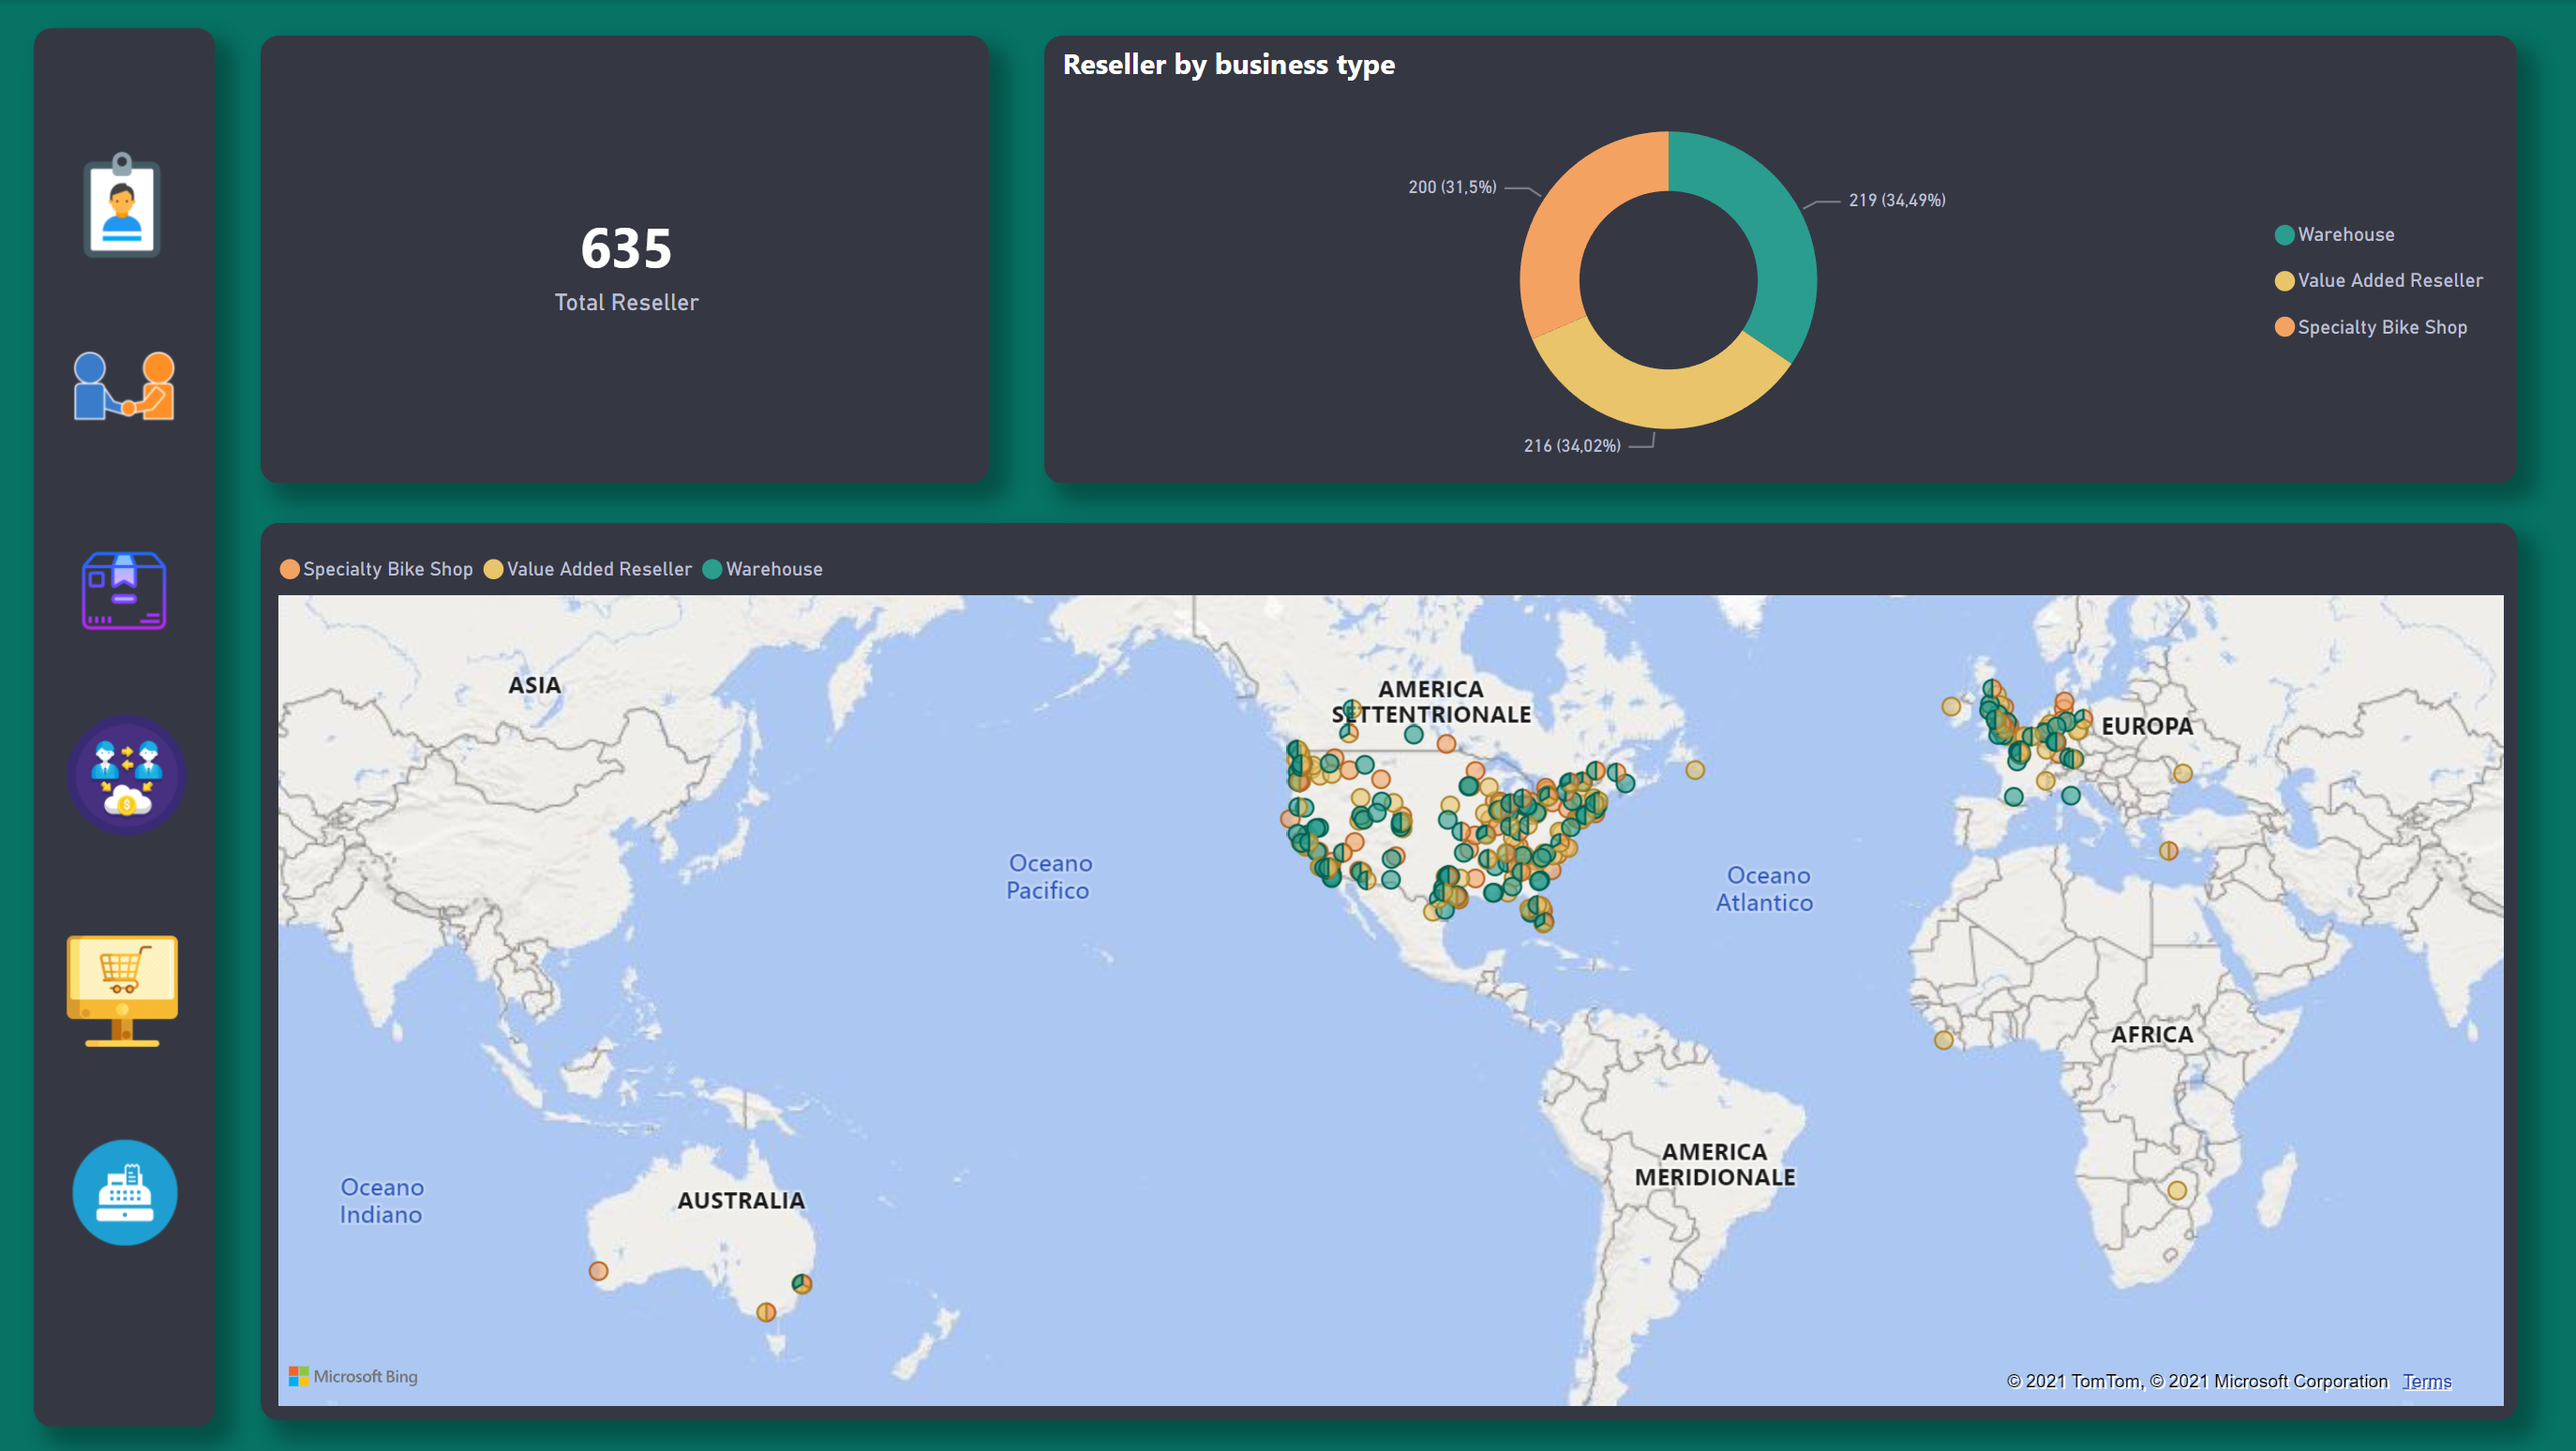 635
Total Reseller
Reseller by business type
200 (31,5%)
219 (34,49%)
216 (34,02%)
Warehouse
Value Added Reseller
Specialty Bike Shop
Specialty Bike Shop Value Added Reseller Warehouse
ASIA
AMERICA
SETTENTRIONALE
EUROPA
Oceano
Pacifico
Oceano
Atlantico
AFRICA
AMERICA
MERIDIONALE
Oceano
Indiano
AUSTRALIA
Microsoft Bing
© 2021 TomTom, © 2021 Microsoft Corporation Terms